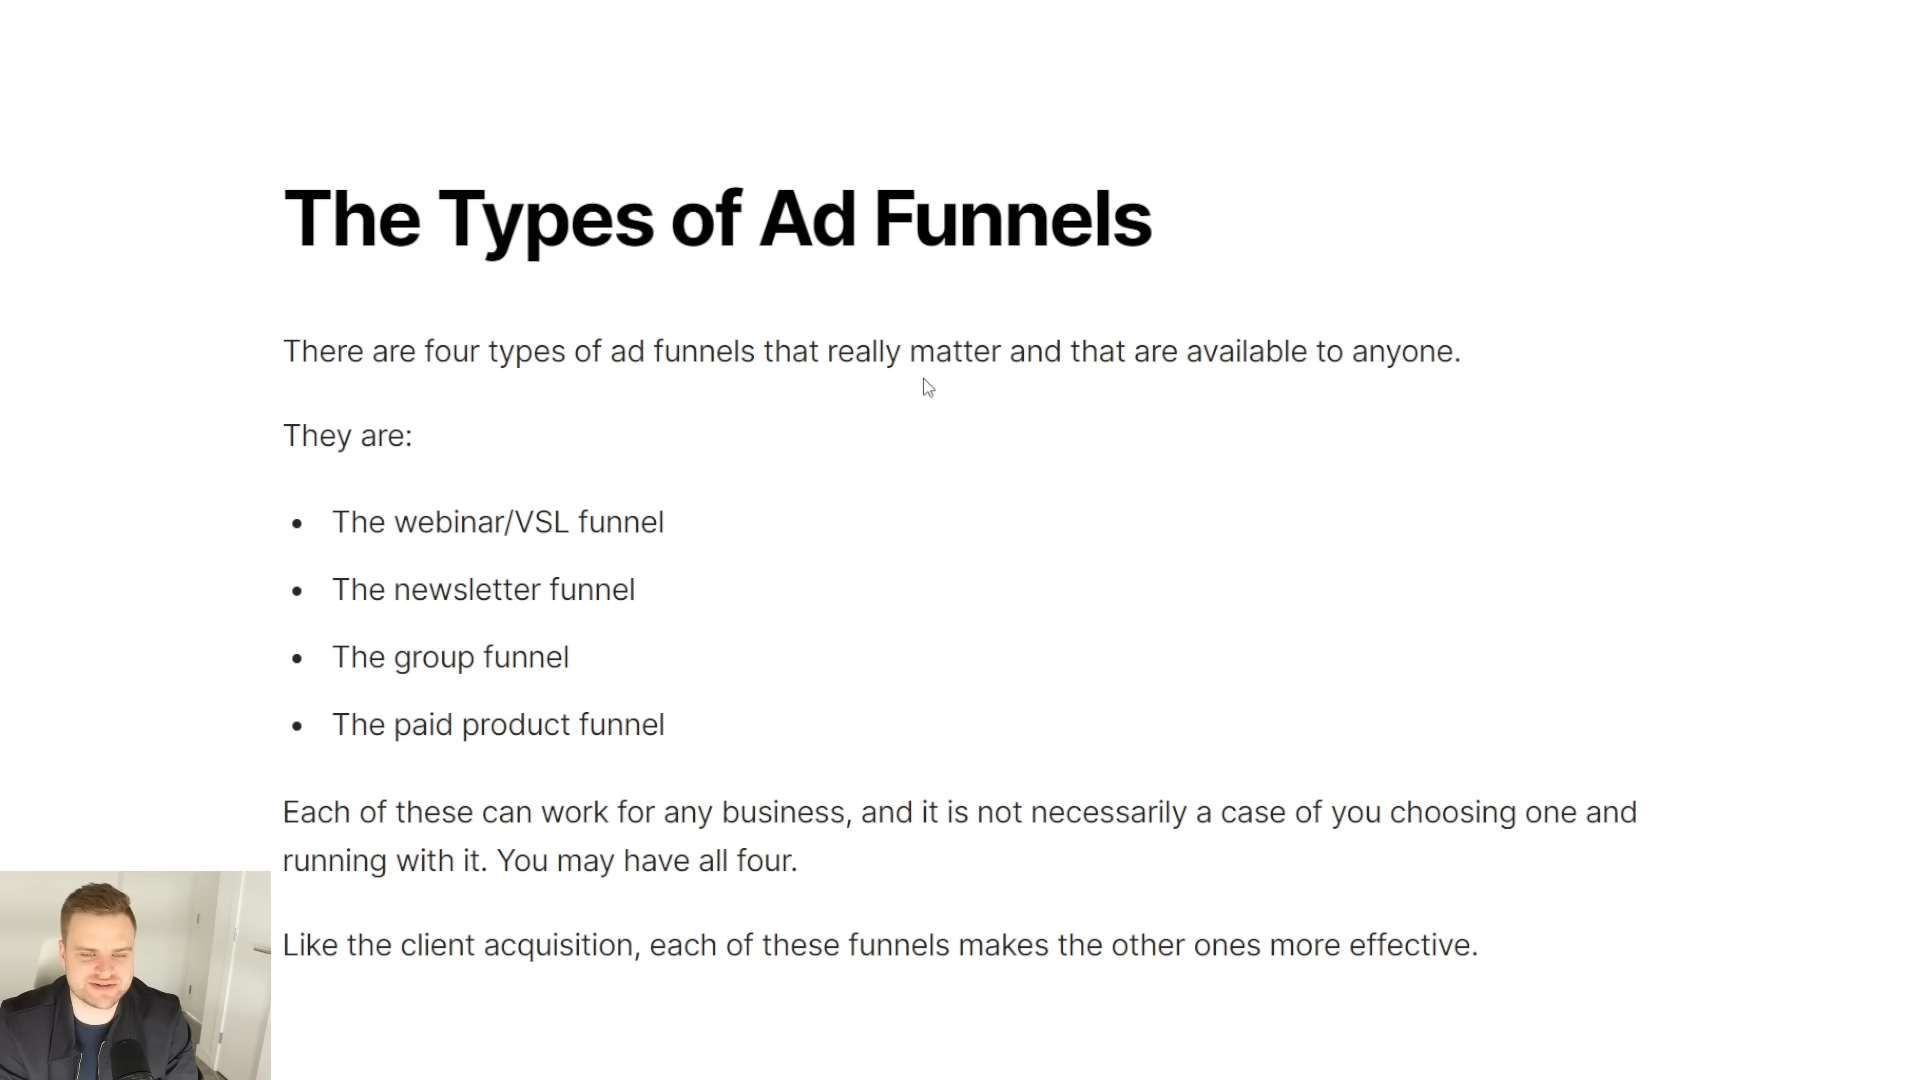 The Types of Ad Funnels
There are four types of ad funnels that really matter and that are available to anyone.
They are:
• The webinar/VSL funnel
• The newsletter funnel
• The group funnel
• The paid product funnel
Each of these can work for any business, and it is not necessarily a case of you choosing one and
running with it. You may have all four.
Like the client acquisition, each of these funnels makes the other ones more effective.